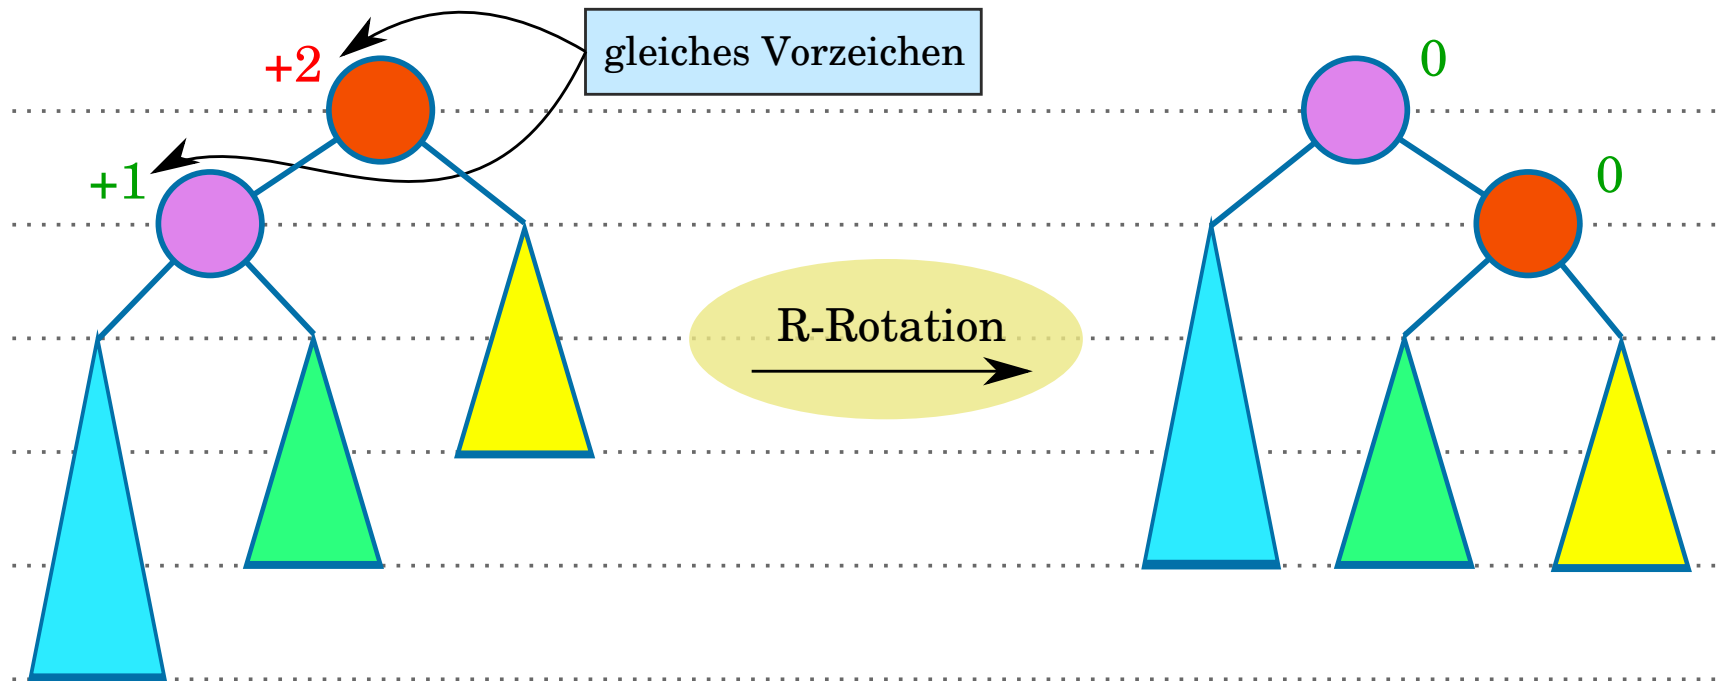 gleiches Vorzeichen
+2
+1
R-Rotation
0
0